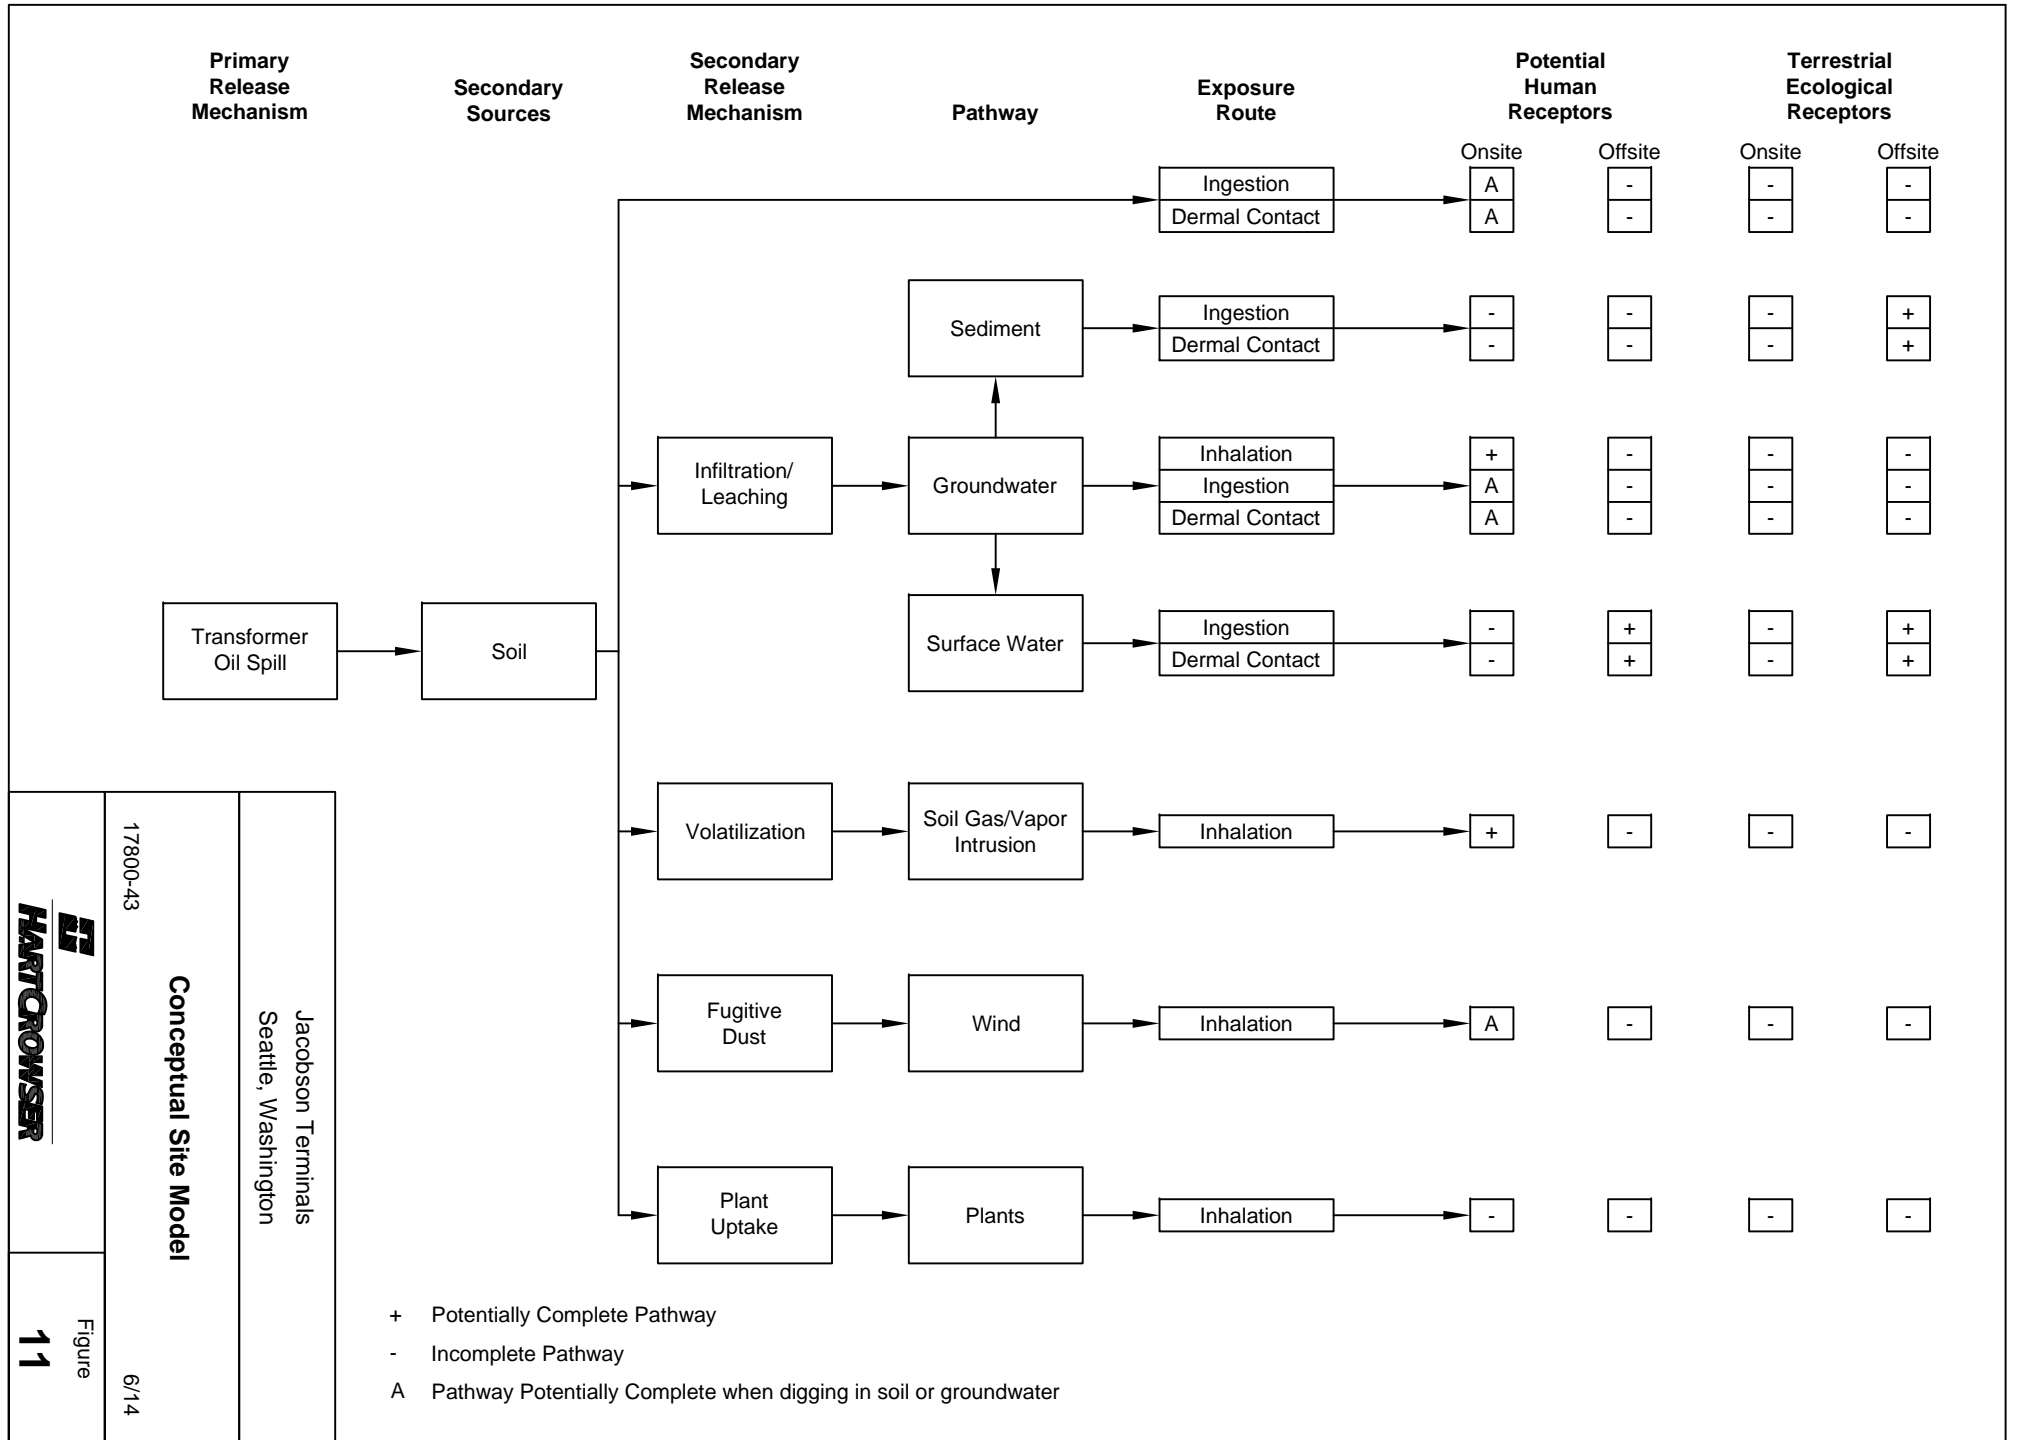 Primary
Release
Mechanism
Secondary
Sources
Secondary
Release
Mechanism
Pathway
Exposure
Route
Potential
Human
Receptors
Terrestrial
Ecological
Receptors
Onsite Offsite Onsite Offsite
Ingestion A - - -
Dermal Contact A - - -
Sediment
Ingestion - - - +
Dermal Contact - - - +
Infiltration/
Leaching
Groundwater
Inhalation + - - -
Ingestion A - - -
Dermal Contact A - - -
Transformer
Oil Spill
Soil
Surface Water
Ingestion - + - +
Dermal Contact - + - +
Volatilization
Soil Gas/Vapor
Intrusion
Inhalation + - - -
Fugitive
Dust
Wind
Inhalation A - - -
Plant
Uptake
Plants
Inhalation - - - -
+ Potentially Complete Pathway
- Incomplete Pathway
A Pathway Potentially Complete when digging in soil or groundwater
Jacobson Terminals
Seattle, Washington
Conceptual Site Model
17800-43 6/14
HARTCROWSER
Figure
11